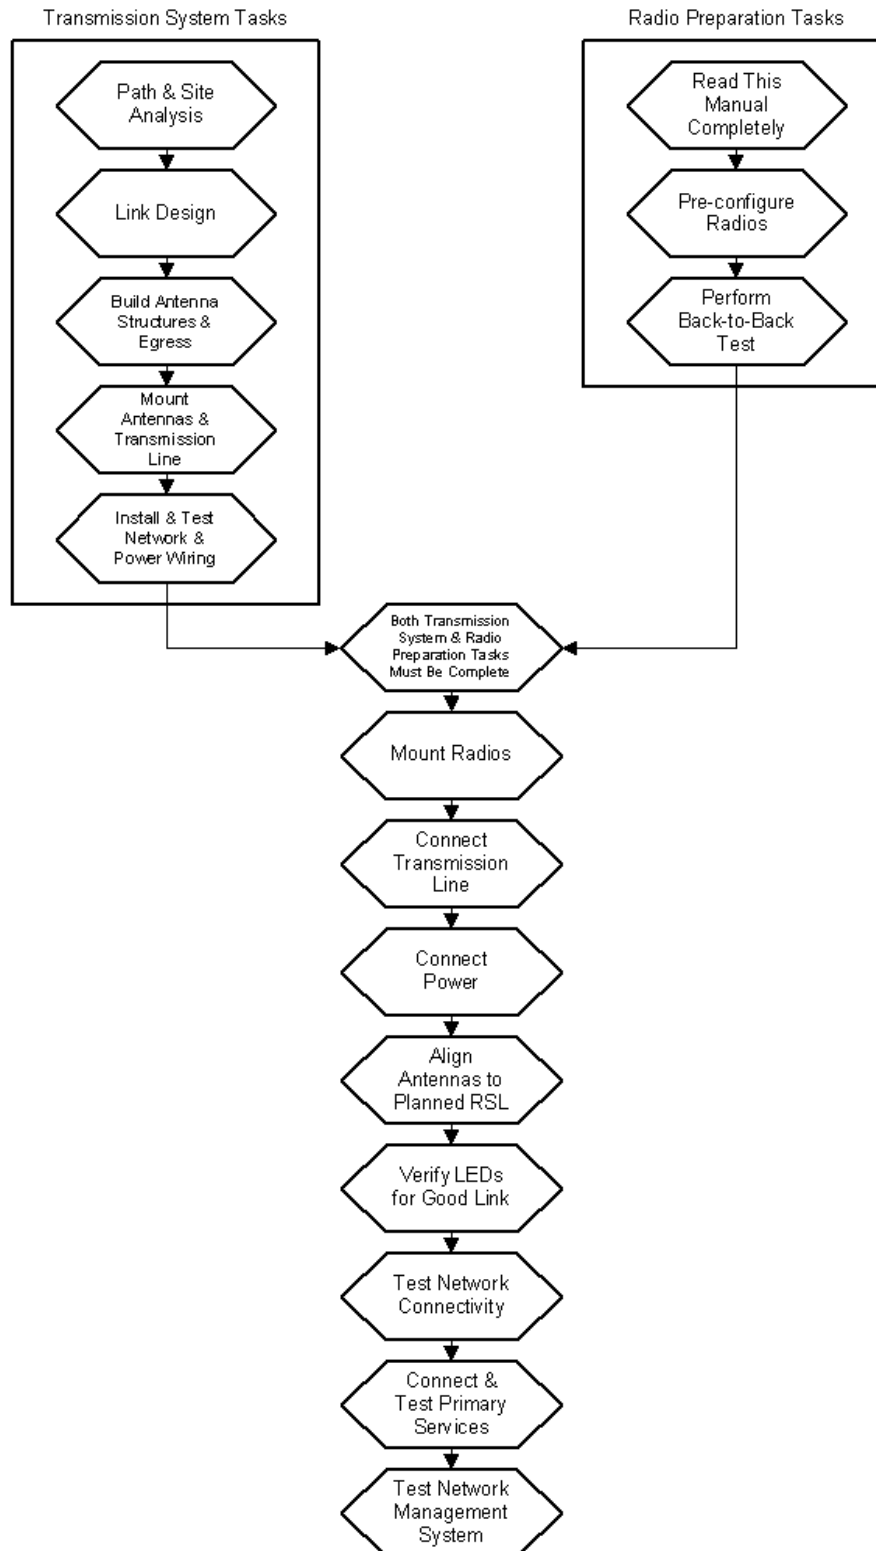 Transmission System Tasks
Path & Site
Analysis
Link Design
Build Antenna
Structures &
Egress
Mount
Antennas &
Transmission
Line
Install & Test
Network &
Power Wiring
Radio Preparation Tasks
Read This
Manual
Completely
Pre-configure
Radios
Perform
Back-to-Back
Test
Both Transmission
System & Radio
Preparation Tasks
Must Be Complete
Mount Radios
Connect
Transmission
Line
Connect
Power
Align
Antennas to
Planned RSL
Verify LEDs
for Good Link
Test Network
Connectivity
Connect &
Test Primary
Services
Test Network
Management
System